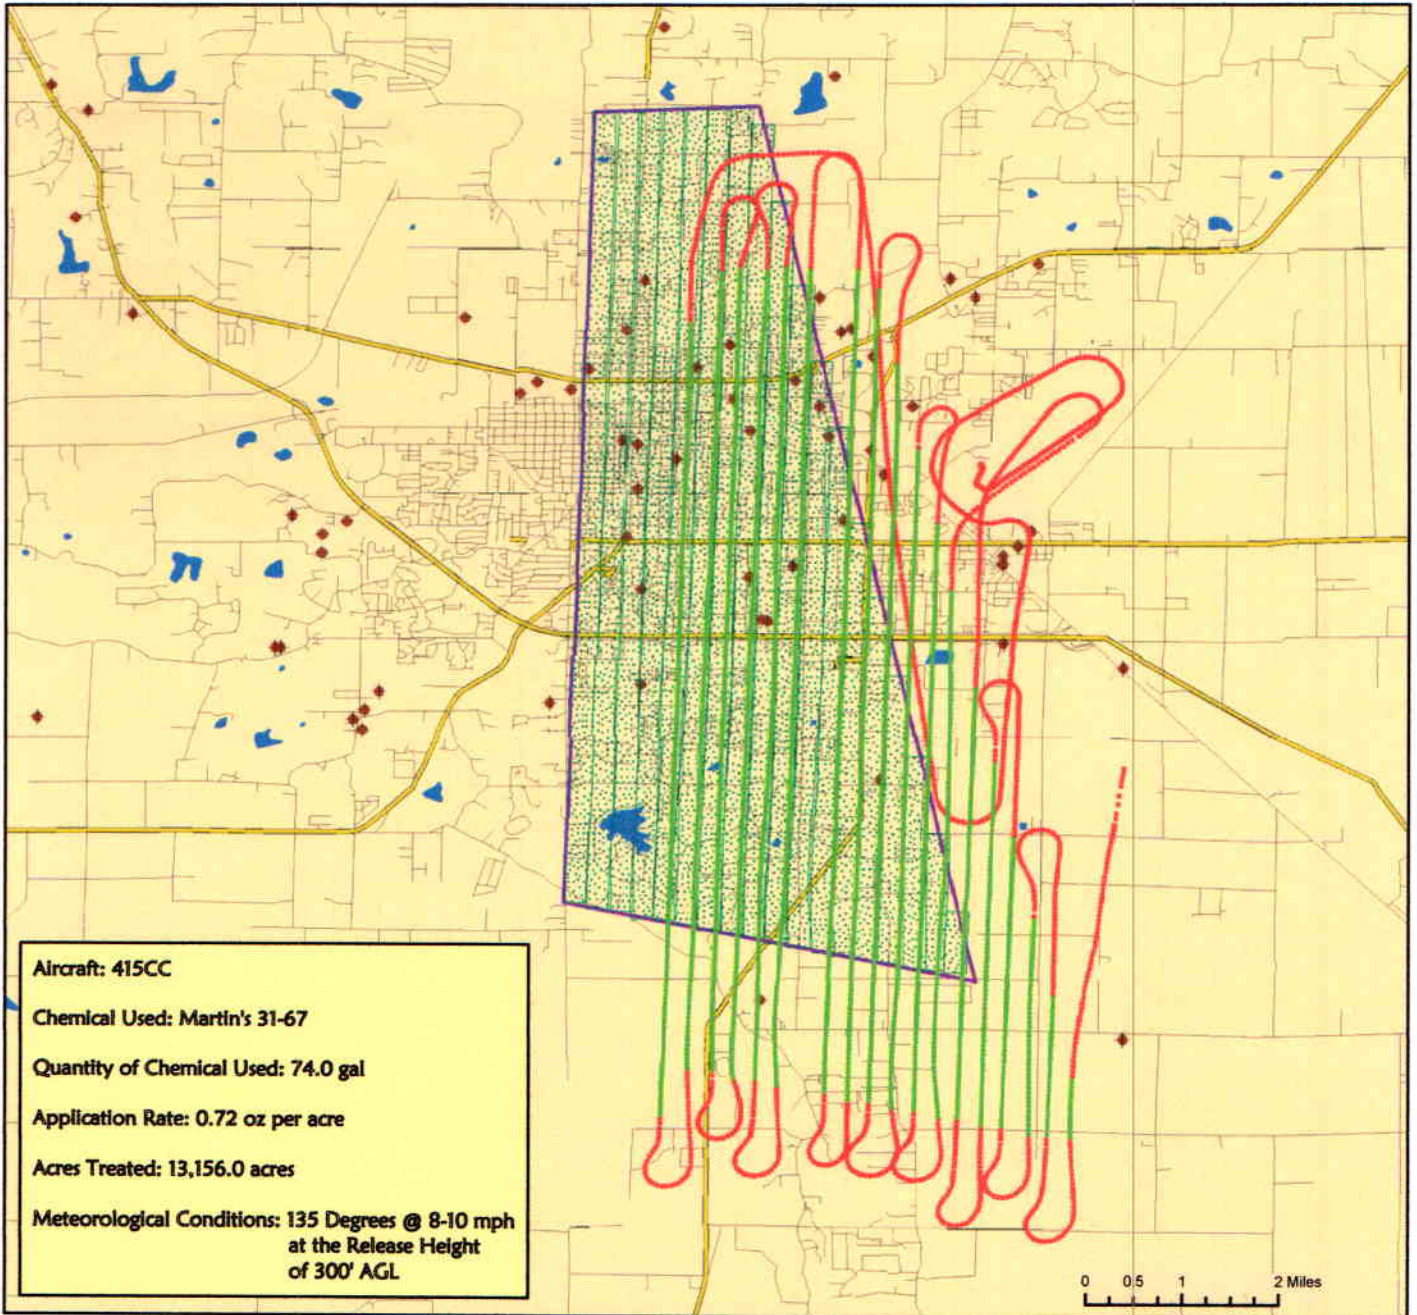 Aircraft: 415CC
Chemical Used: Martin's 31-67
Quantity of Chemical Used: 74.0 gal
Application Rate: 0.72 oz per acre
Acres Treated: 13,156.0 acres
Meteorological Conditions: 135 Degrees @ 8-10 mph
at the Release Height
of 300' AGL
0 0.5 1 2 Miles